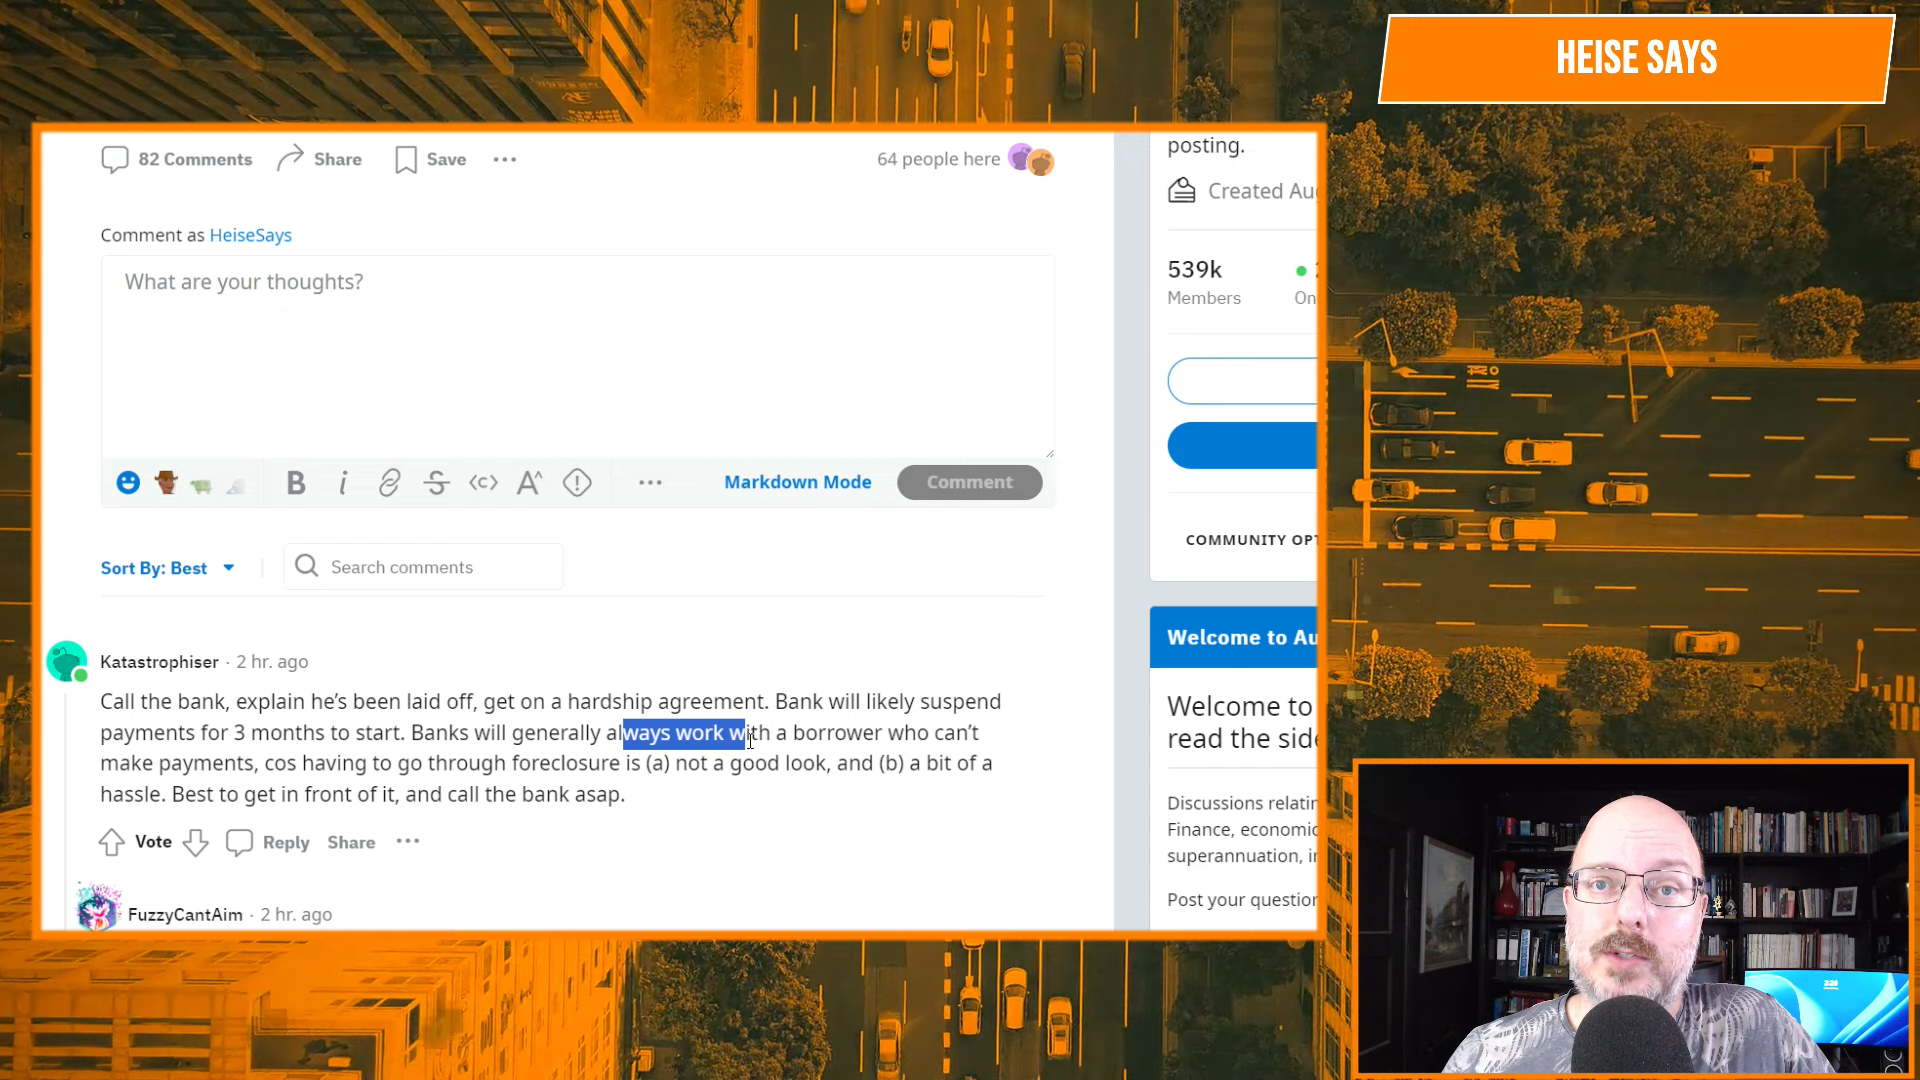 HEISE SAYS
82 Comments
Share
Save
64 people here
Comment as HeiseSays
What are your thoughts?
B i
Markdown Mode
Comment
Sort By: Best
Search comments
Katastrophiser · 2 hr. ago
Call the bank, explain he's been laid off, get on a hardship agreement. Bank will likely suspend
payments for 3 months to start. Banks will generally always work with a borrower who can't
make payments, cos having to go through foreclosure is (a) not a good look, and (b) a bit of a
hassle. Best to get in front of it, and call the bank asap.
Vote
Reply
Share
FuzzyCantAim · 2 hr. ago
posting.
Created Aug
539k
Members
On
COMMUNITY OPT
Welcome to Au
Welcome to
read the side
Discussions relatin
Finance, economic
superannuation, in
Post your question